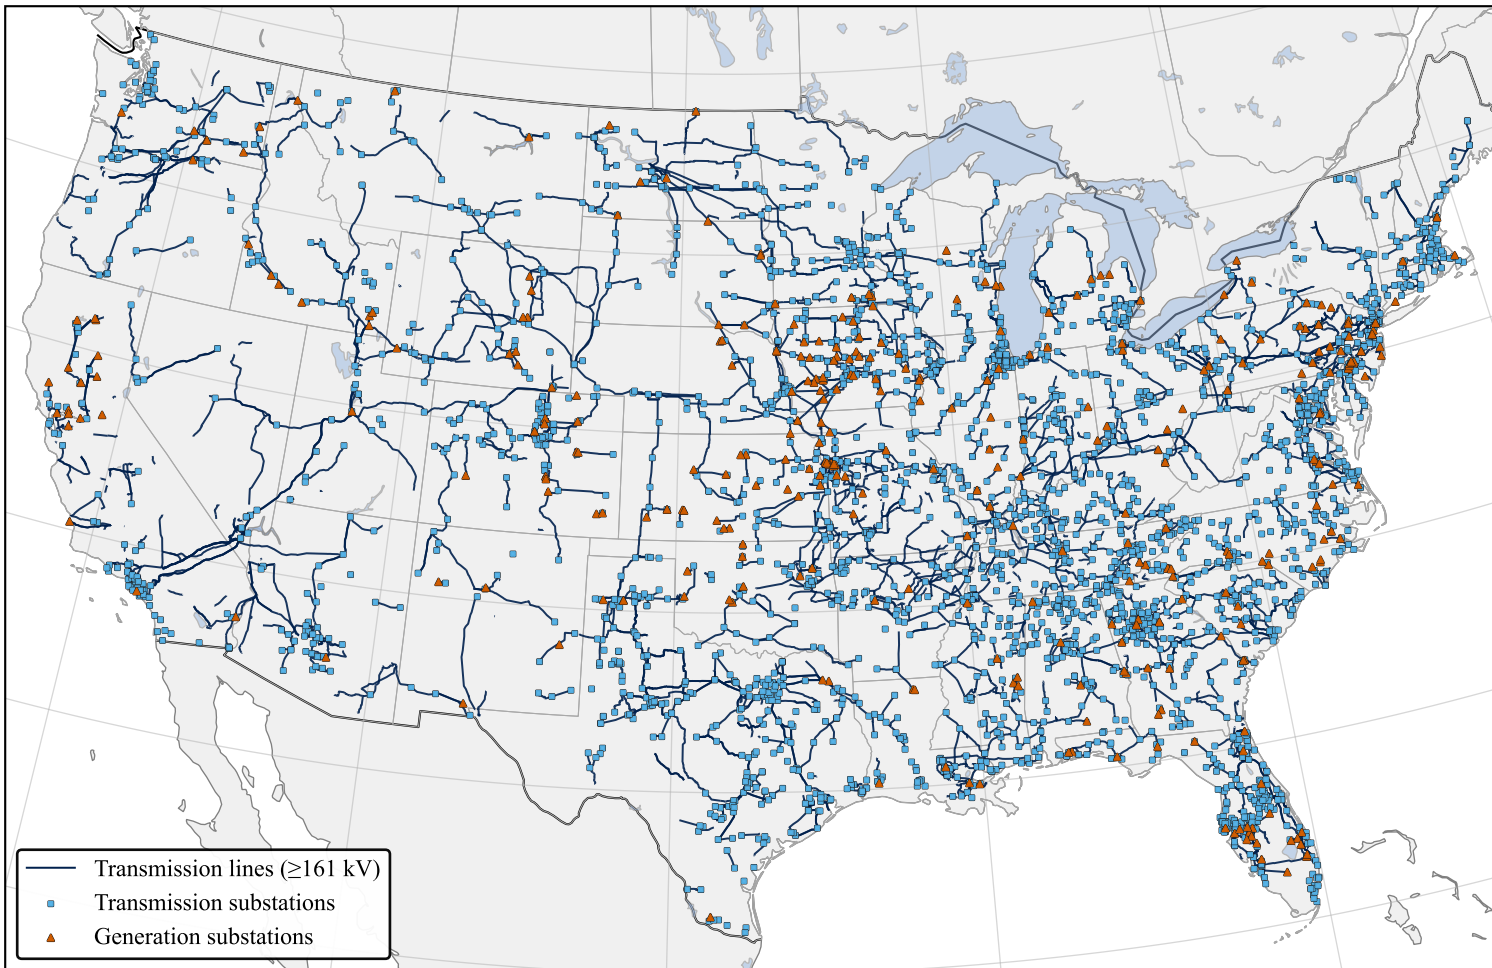 Transmission lines (≥161 kV)
Transmission substations
Generation substations